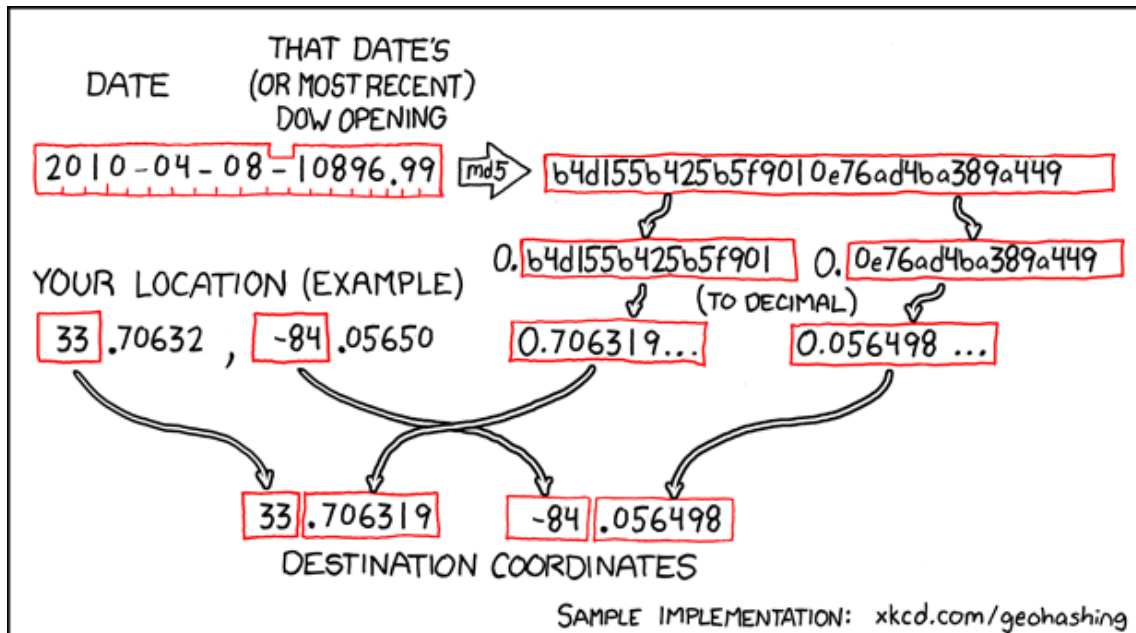 THAT DATE'S
DATE (OR MOST RECENT)
DOW OPENING
2010-04-08-10896.99 md5 b4d155b425b5f9010e76ad4ba389a449
0.b4d155b425b5f901 0.0e76ad4ba389a449
YOUR LOCATION (EXAMPLE) (TO DECIMAL)
33.70632, -84.05650 0.706319... 0.056498 ...
33.706319 -84.056498
DESTINATION COORDINATES
SAMPLE IMPLEMENTATION: xkcd.com/geohashing